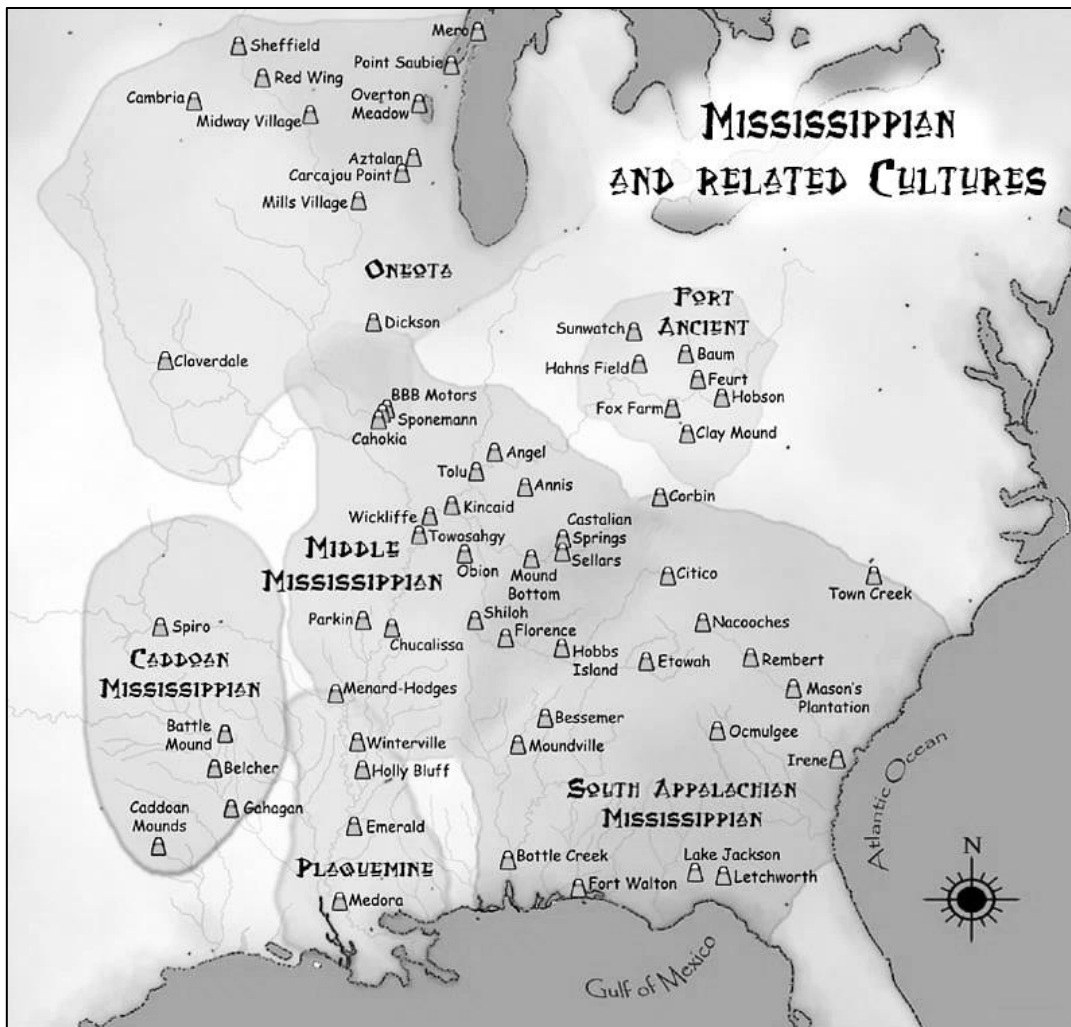 Mero
Sheffield
Point Saubie
Red Wing
Overton
Meadow
Cambria
Midway Village
Mississippian
and related Cultures
Aztalan
Carcajou Point
Mills Village
Oneota
Fort
Ancient
Dickson
Sunwatch
Baum
Cloverdale
Hahns Field
Feurt
Hobson
BBB Motors
Fox Farm
Sponemann
Clay Mound
Cahokia
Angel
Tolu
Annis
Corbin
Kincaid
Wickliffe
Castalian
Springs
Towosahgy
Sellars
Middle
Mississippian
Obion
Mound
Bottom
Citico
Town Creek
Parkin
Shiloh
Nacooches
Spiro
Chucalissa
Florence
Hobbs
Island
Etowah
Rembert
Caddoan
Mississippian
Menard-Hodges
Mason's
Plantation
Battle
Mound
Bessemer
Ocmulgee
Winterville
Moundville
Irene
Belcher
Holly Bluff
Atlantic Ocean
South Appalachian
Mississippian
Caddoan
Mounds
Gahagan
Emerald
N
Plaquemine
Bottle Creek
Lake Jackson
Fort Walton
Letchworth
Medora
Gulf of Mexico